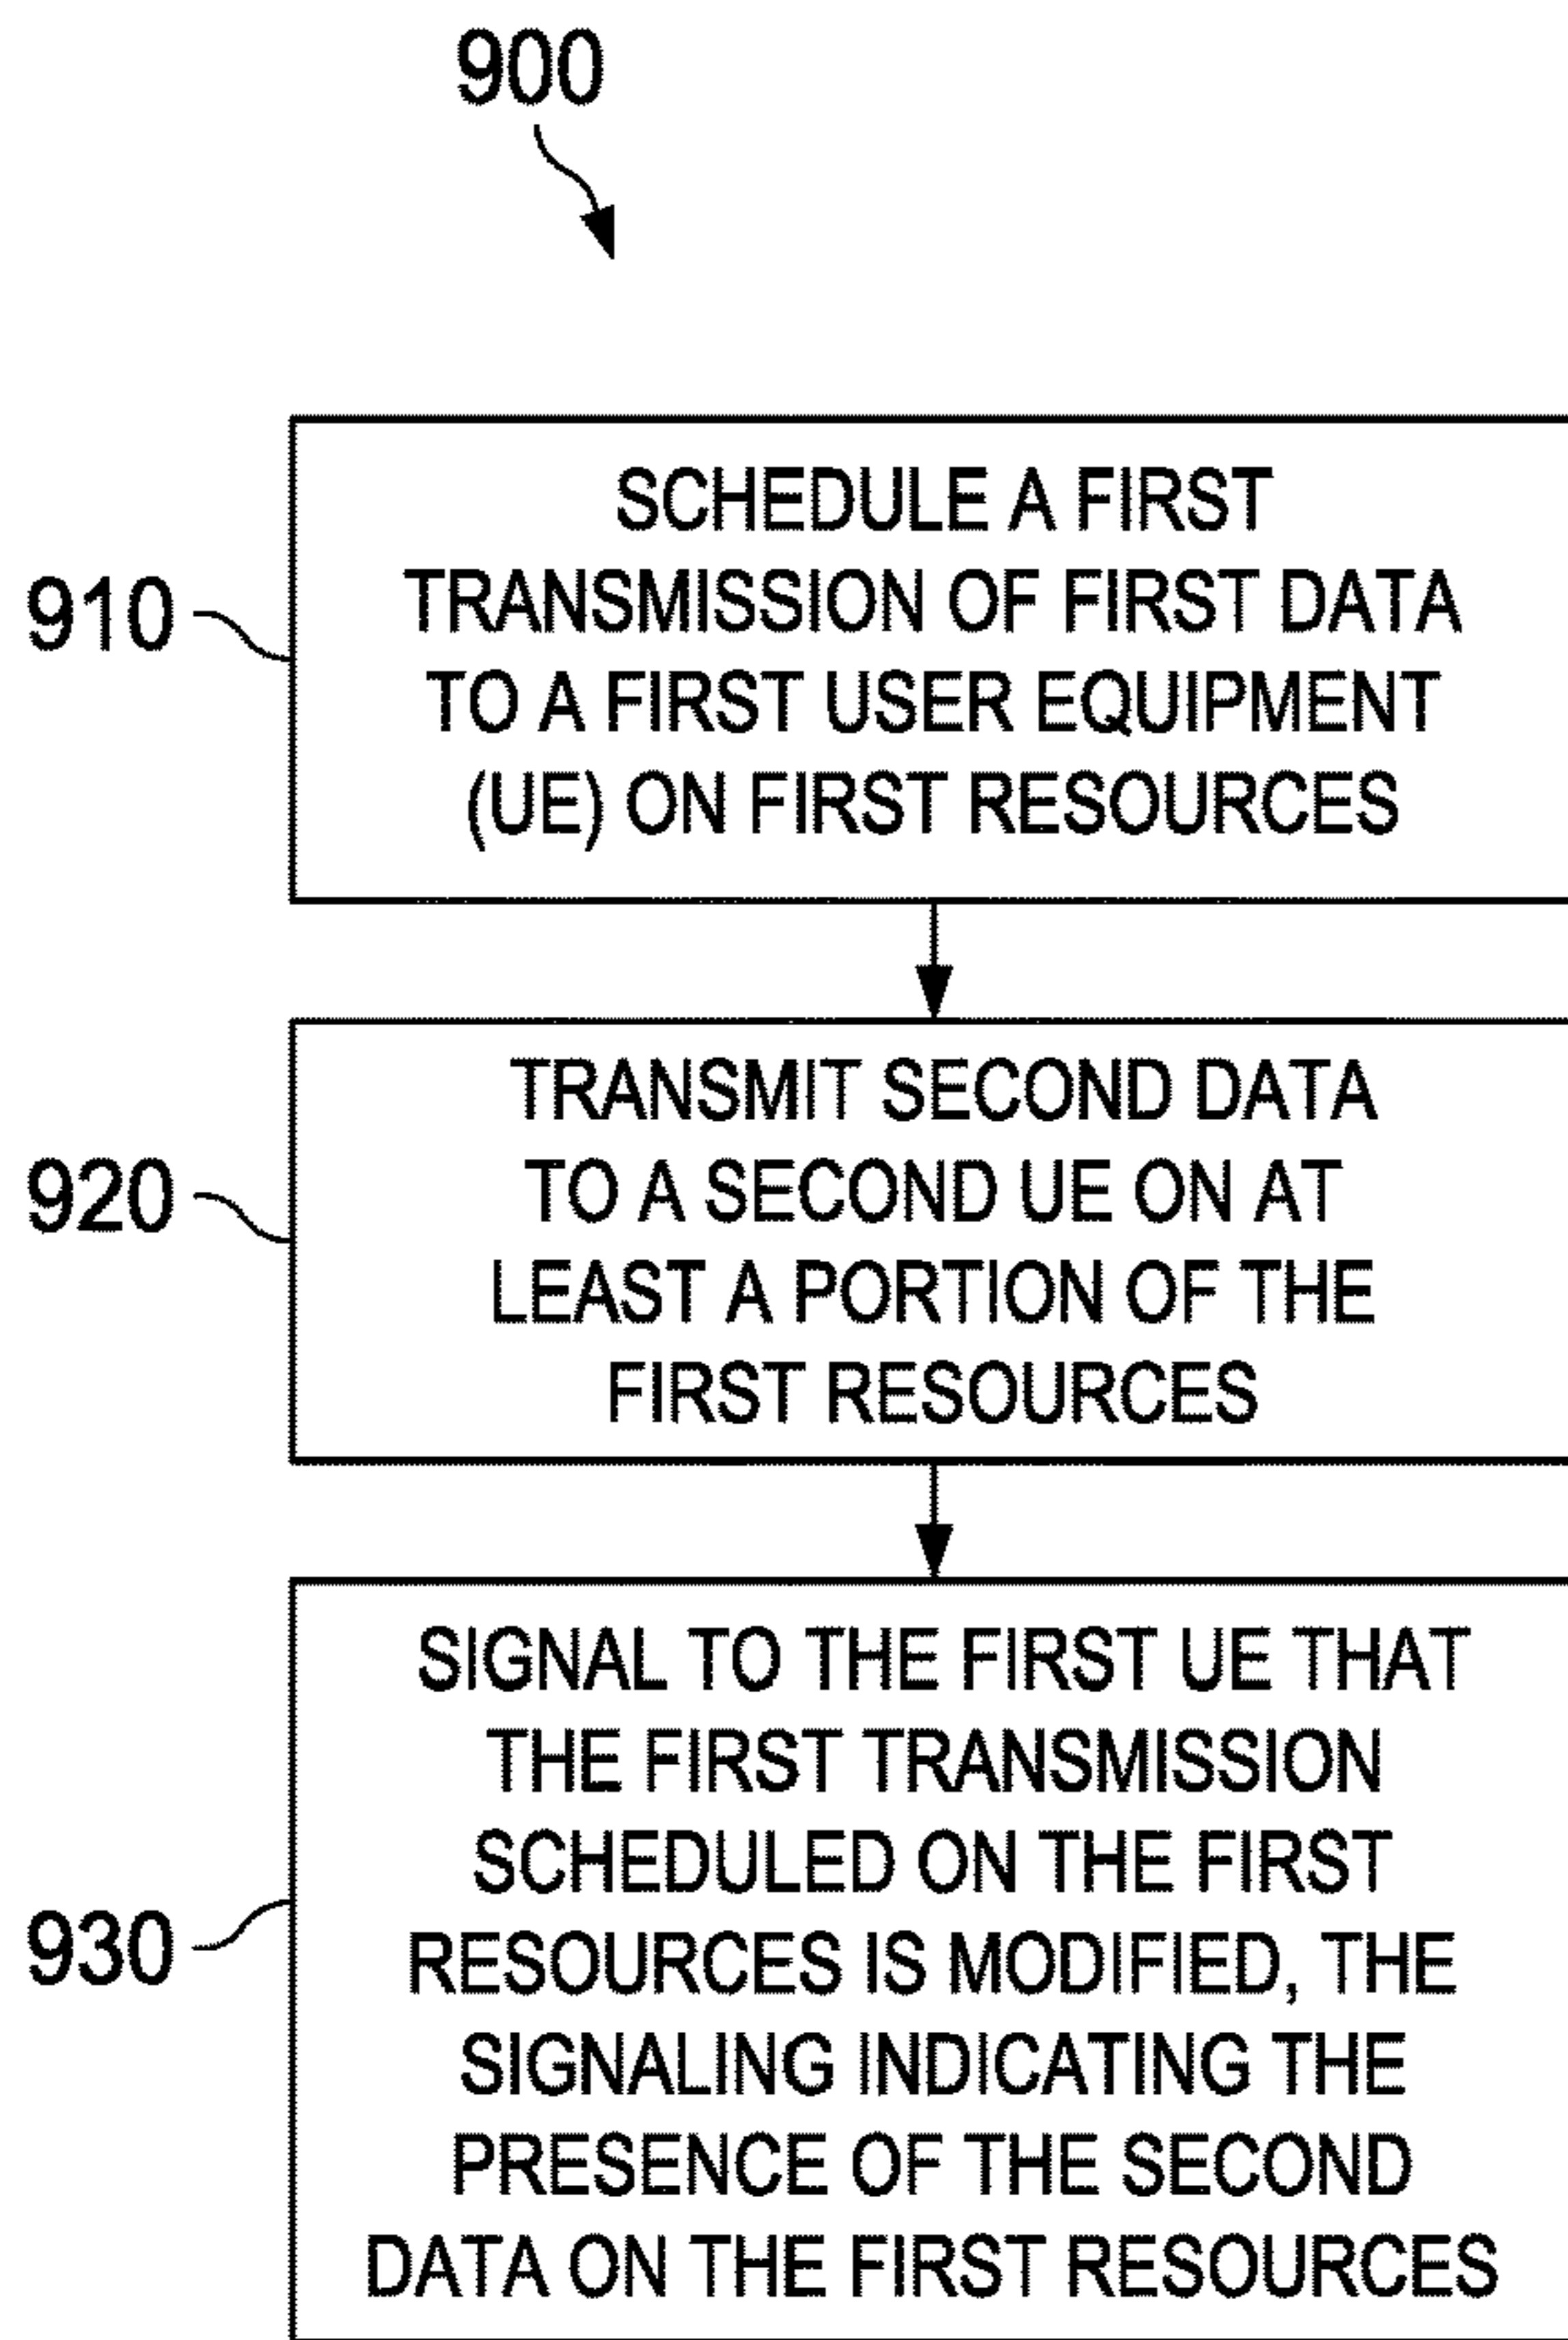 900
910
SCHEDULE A FIRST
TRANSMISSION OF FIRST DATA
TO A FIRST USER EQUIPMENT
(UE) ON FIRST RESOURCES
920
TRANSMIT SECOND DATA
TO A SECOND UE ON AT
LEAST A PORTION OF THE
FIRST RESOURCES
930
SIGNAL TO THE FIRST UE THAT
THE FIRST TRANSMISSION
SCHEDULED ON THE FIRST
RESOURCES IS MODIFIED, THE
SIGNALING INDICATING THE
PRESENCE OF THE SECOND
DATA ON THE FIRST RESOURCES